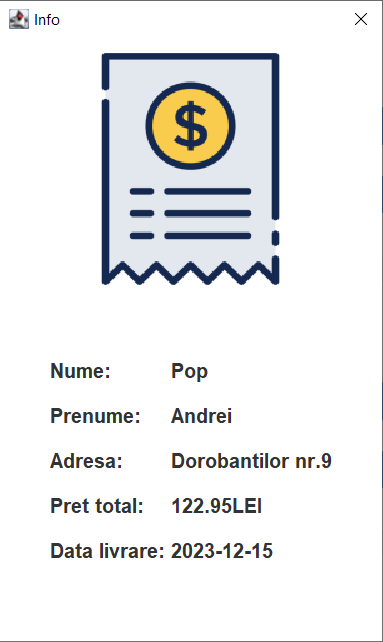 Info
$
Nume: Pop
Prenume: Andrei
Adresa: Dorobantilor nr.9
Pret total: 122.95LEI
Data livrare: 2023-12-15